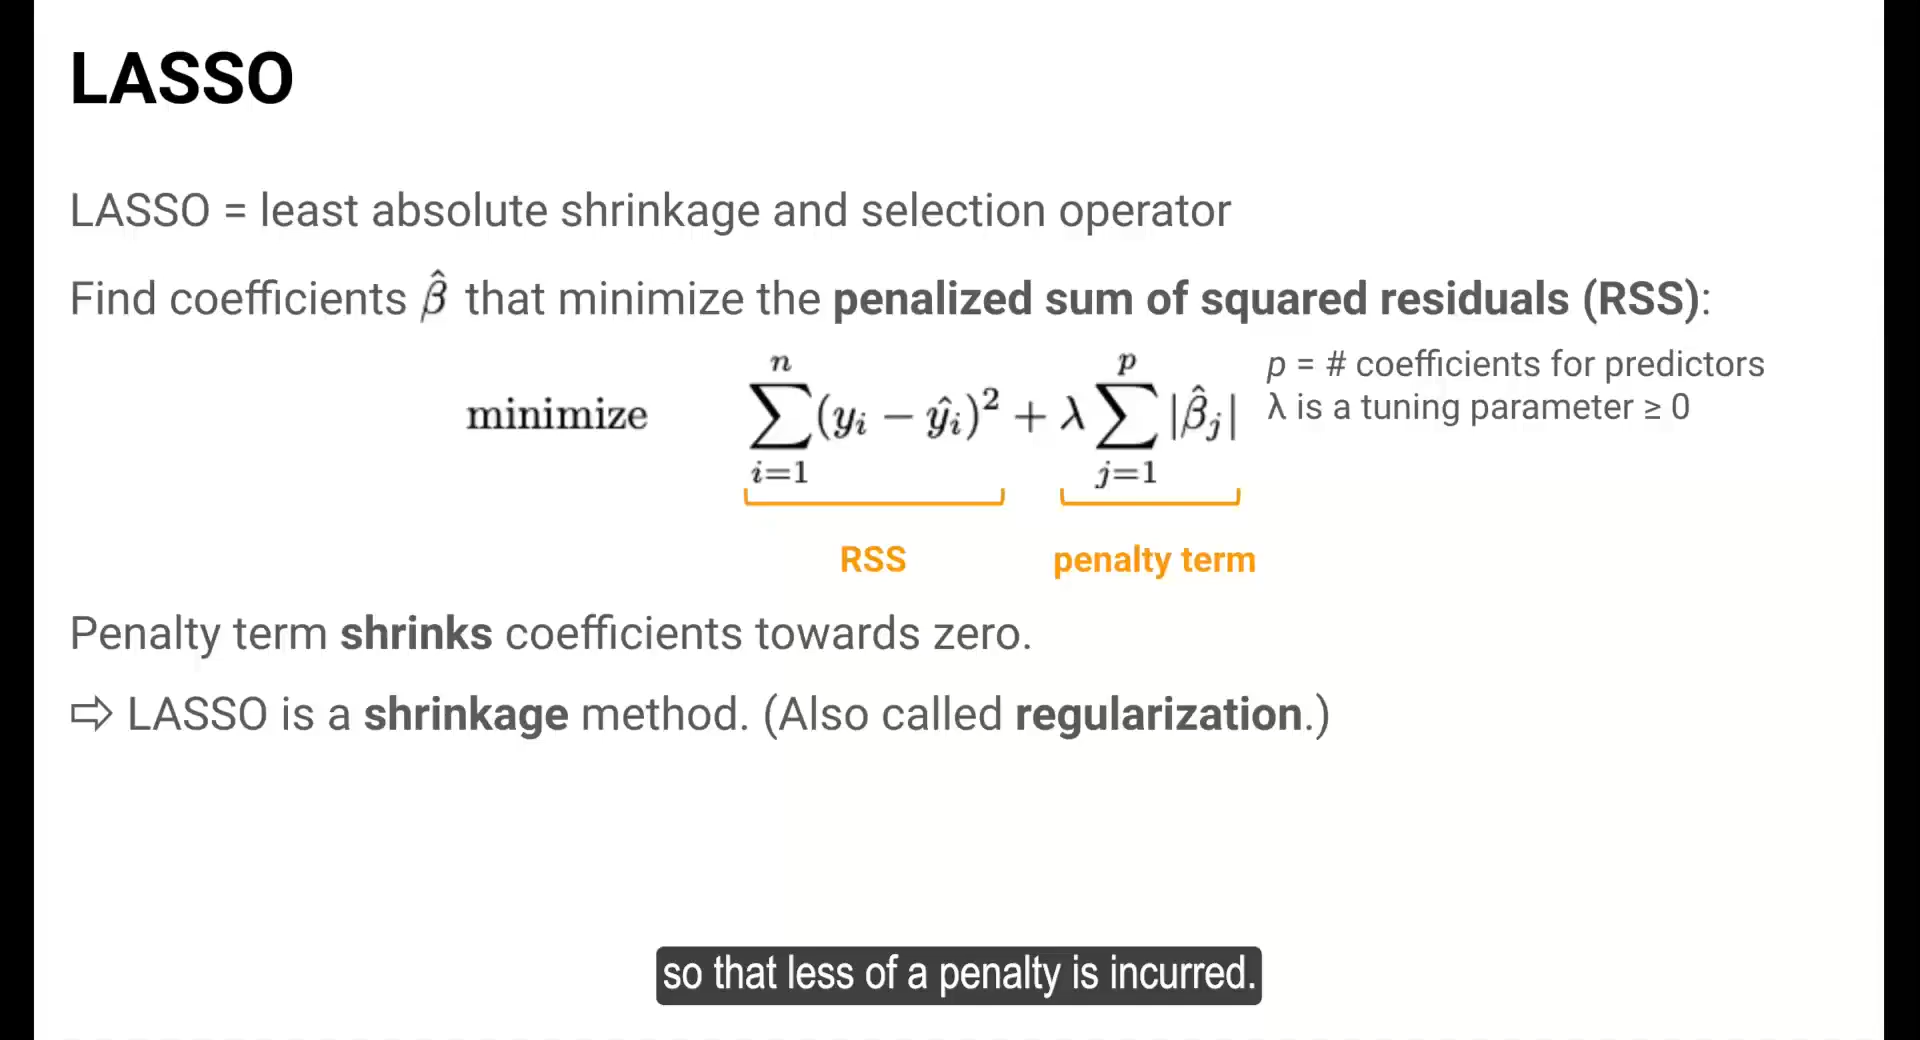 LASSO
LASSO = least absolute shrinkage and selection operator
Find coefficients β̂ that minimize the penalized sum of squared residuals (RSS):
minimize ∑_{i=1}^{n}(y_i − ŷ_i)² + λ∑_{j=1}^{p}|β̂_j|
p = # coefficients for predictors
λ is a tuning parameter ≥ 0
RSS penalty term
Penalty term shrinks coefficients towards zero.
⇨ LASSO is a shrinkage method. (Also called regularization.)
so that less of a penalty is incurred.